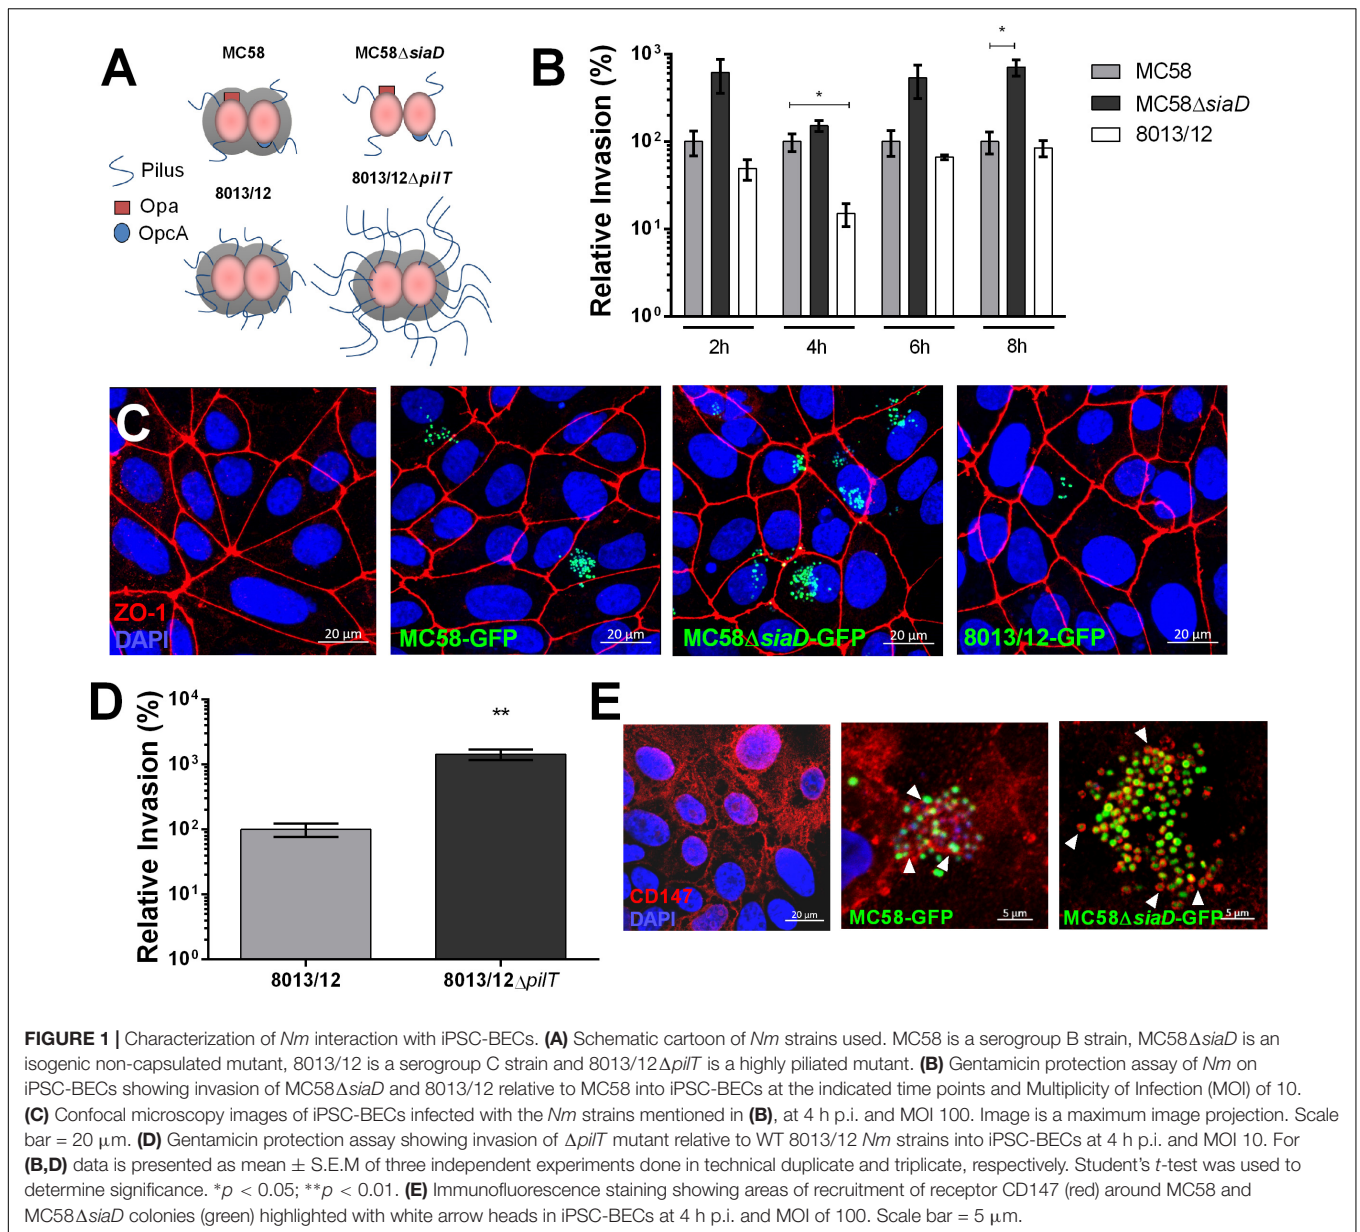 A
MC58
MC58ΔsiaD
Pilus
Opa
OpcA
8013/12
8013/12ΔpilT
B
Relative Invasion (%)
10³
10²
10¹
10⁰
*
*
2h
4h
6h
8h
MC58
MC58ΔsiaD
8013/12
C
ZO-1
DAPI
20 µm
MC58-GFP
20 µm
MC58ΔsiaD-GFP
20 µm
8013/12-GFP
20 µm
D
Relative Invasion (%)
10⁴
10³
10²
10¹
10⁰
**
8013/12
8013/12ΔpilT
E
CD147
DAPI
20 µm
MC58-GFP
5 µm
MC58ΔsiaD-GFP
5 µm
FIGURE 1 | Characterization of Nm interaction with iPSC-BECs. (A) Schematic cartoon of Nm strains used. MC58 is a serogroup B strain, MC58ΔsiaD is an
isogenic non-capsulated mutant, 8013/12 is a serogroup C strain and 8013/12ΔpilT is a highly piliated mutant. (B) Gentamicin protection assay of Nm on
iPSC-BECs showing invasion of MC58ΔsiaD and 8013/12 relative to MC58 into iPSC-BECs at the indicated time points and Multiplicity of Infection (MOI) of 10.
(C) Confocal microscopy images of iPSC-BECs infected with the Nm strains mentioned in (B), at 4 h p.i. and MOI 100. Image is a maximum image projection. Scale
bar = 20 µm. (D) Gentamicin protection assay showing invasion of ΔpilT mutant relative to WT 8013/12 Nm strains into iPSC-BECs at 4 h p.i. and MOI 10. For
(B,D) data is presented as mean ± S.E.M of three independent experiments done in technical duplicate and triplicate, respectively. Student's t-test was used to
determine significance. *p < 0.05; **p < 0.01. (E) Immunofluorescence staining showing areas of recruitment of receptor CD147 (red) around MC58 and
MC58ΔsiaD colonies (green) highlighted with white arrow heads in iPSC-BECs at 4 h p.i. and MOI of 100. Scale bar = 5 µm.